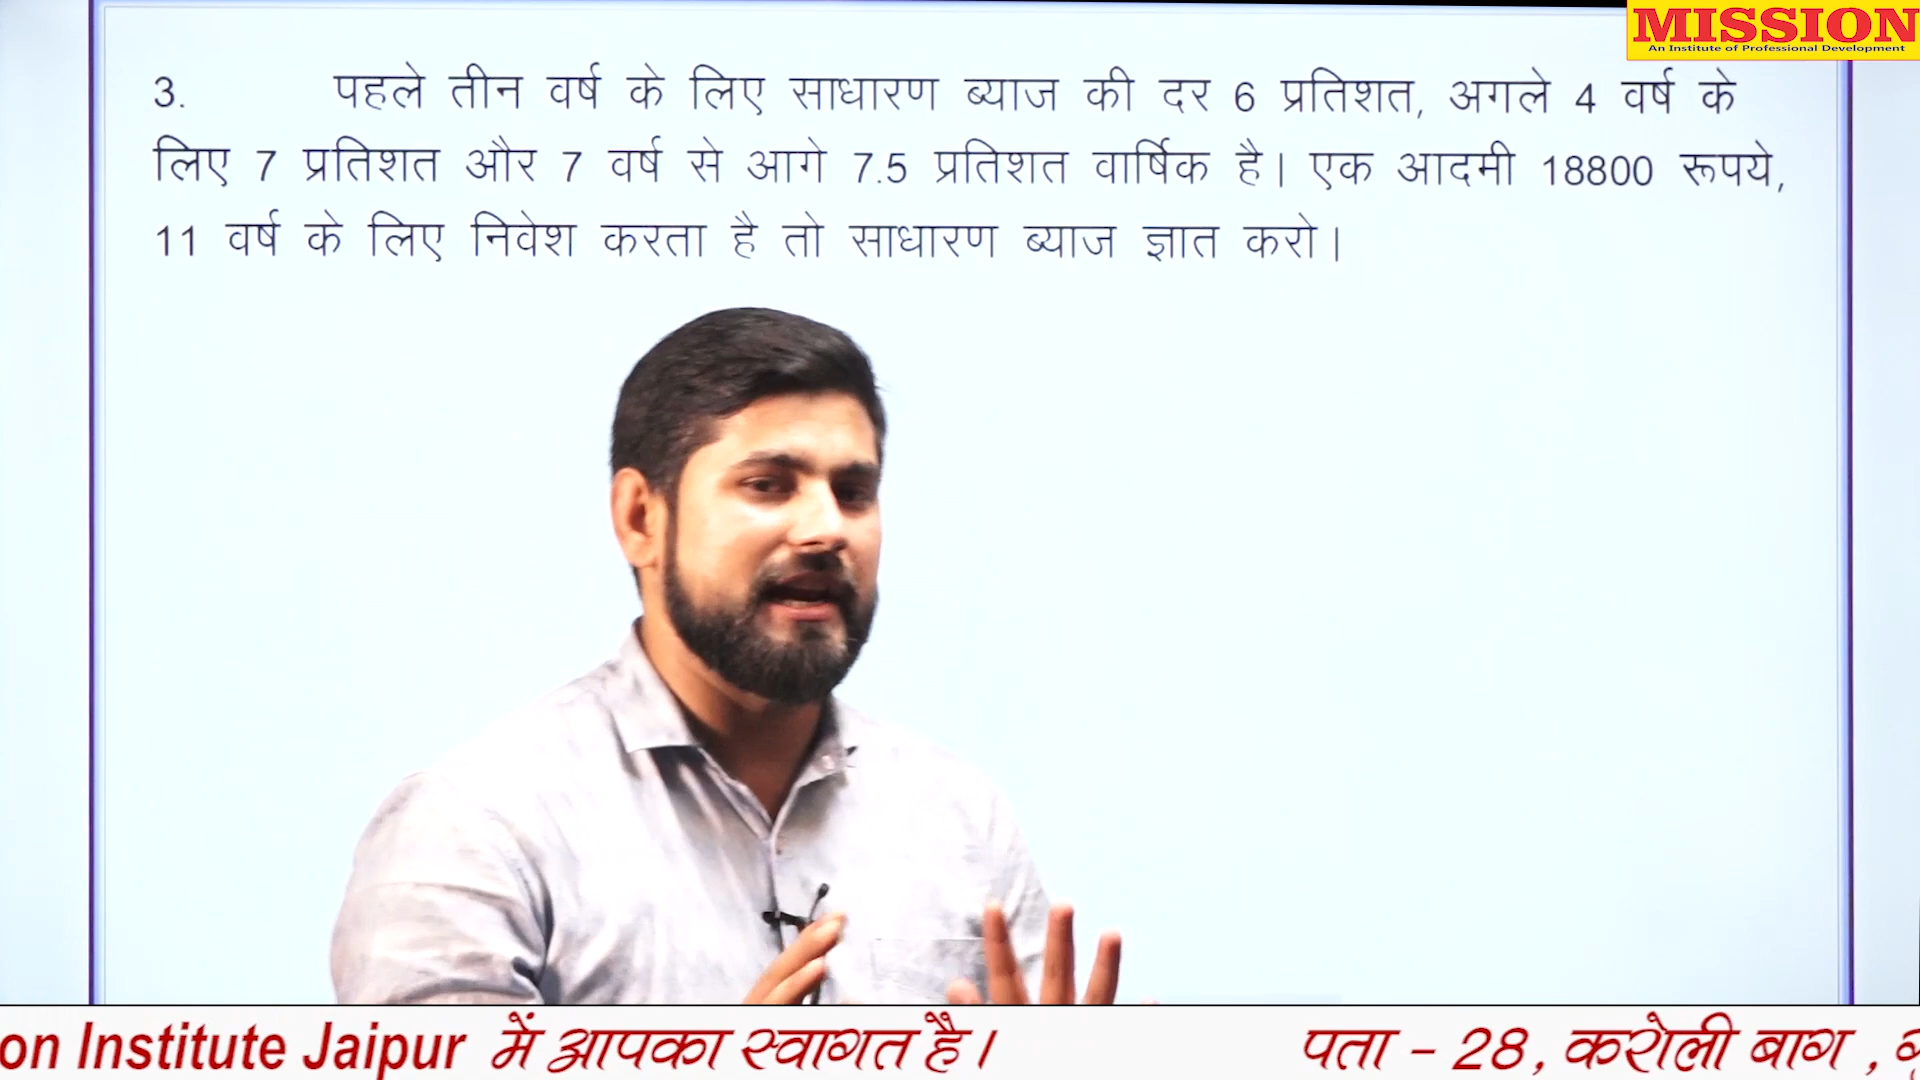 MISSION
An Institute of Professional Development
3. पहले तीन वर्ष के लिए साधारण ब्याज की दर 6 प्रतिशत, अगले 4 वर्ष के
लिए 7 प्रतिशत और 7 वर्ष से आगे 7.5 प्रतिशत वार्षिक है। एक आदमी 18800 रूपये,
11 वर्ष के लिए निवेश करता है तो साधारण ब्याज ज्ञात करो।
on Institute Jaipur में आपका स्वागत है। पता - 28, करोली बाग ,